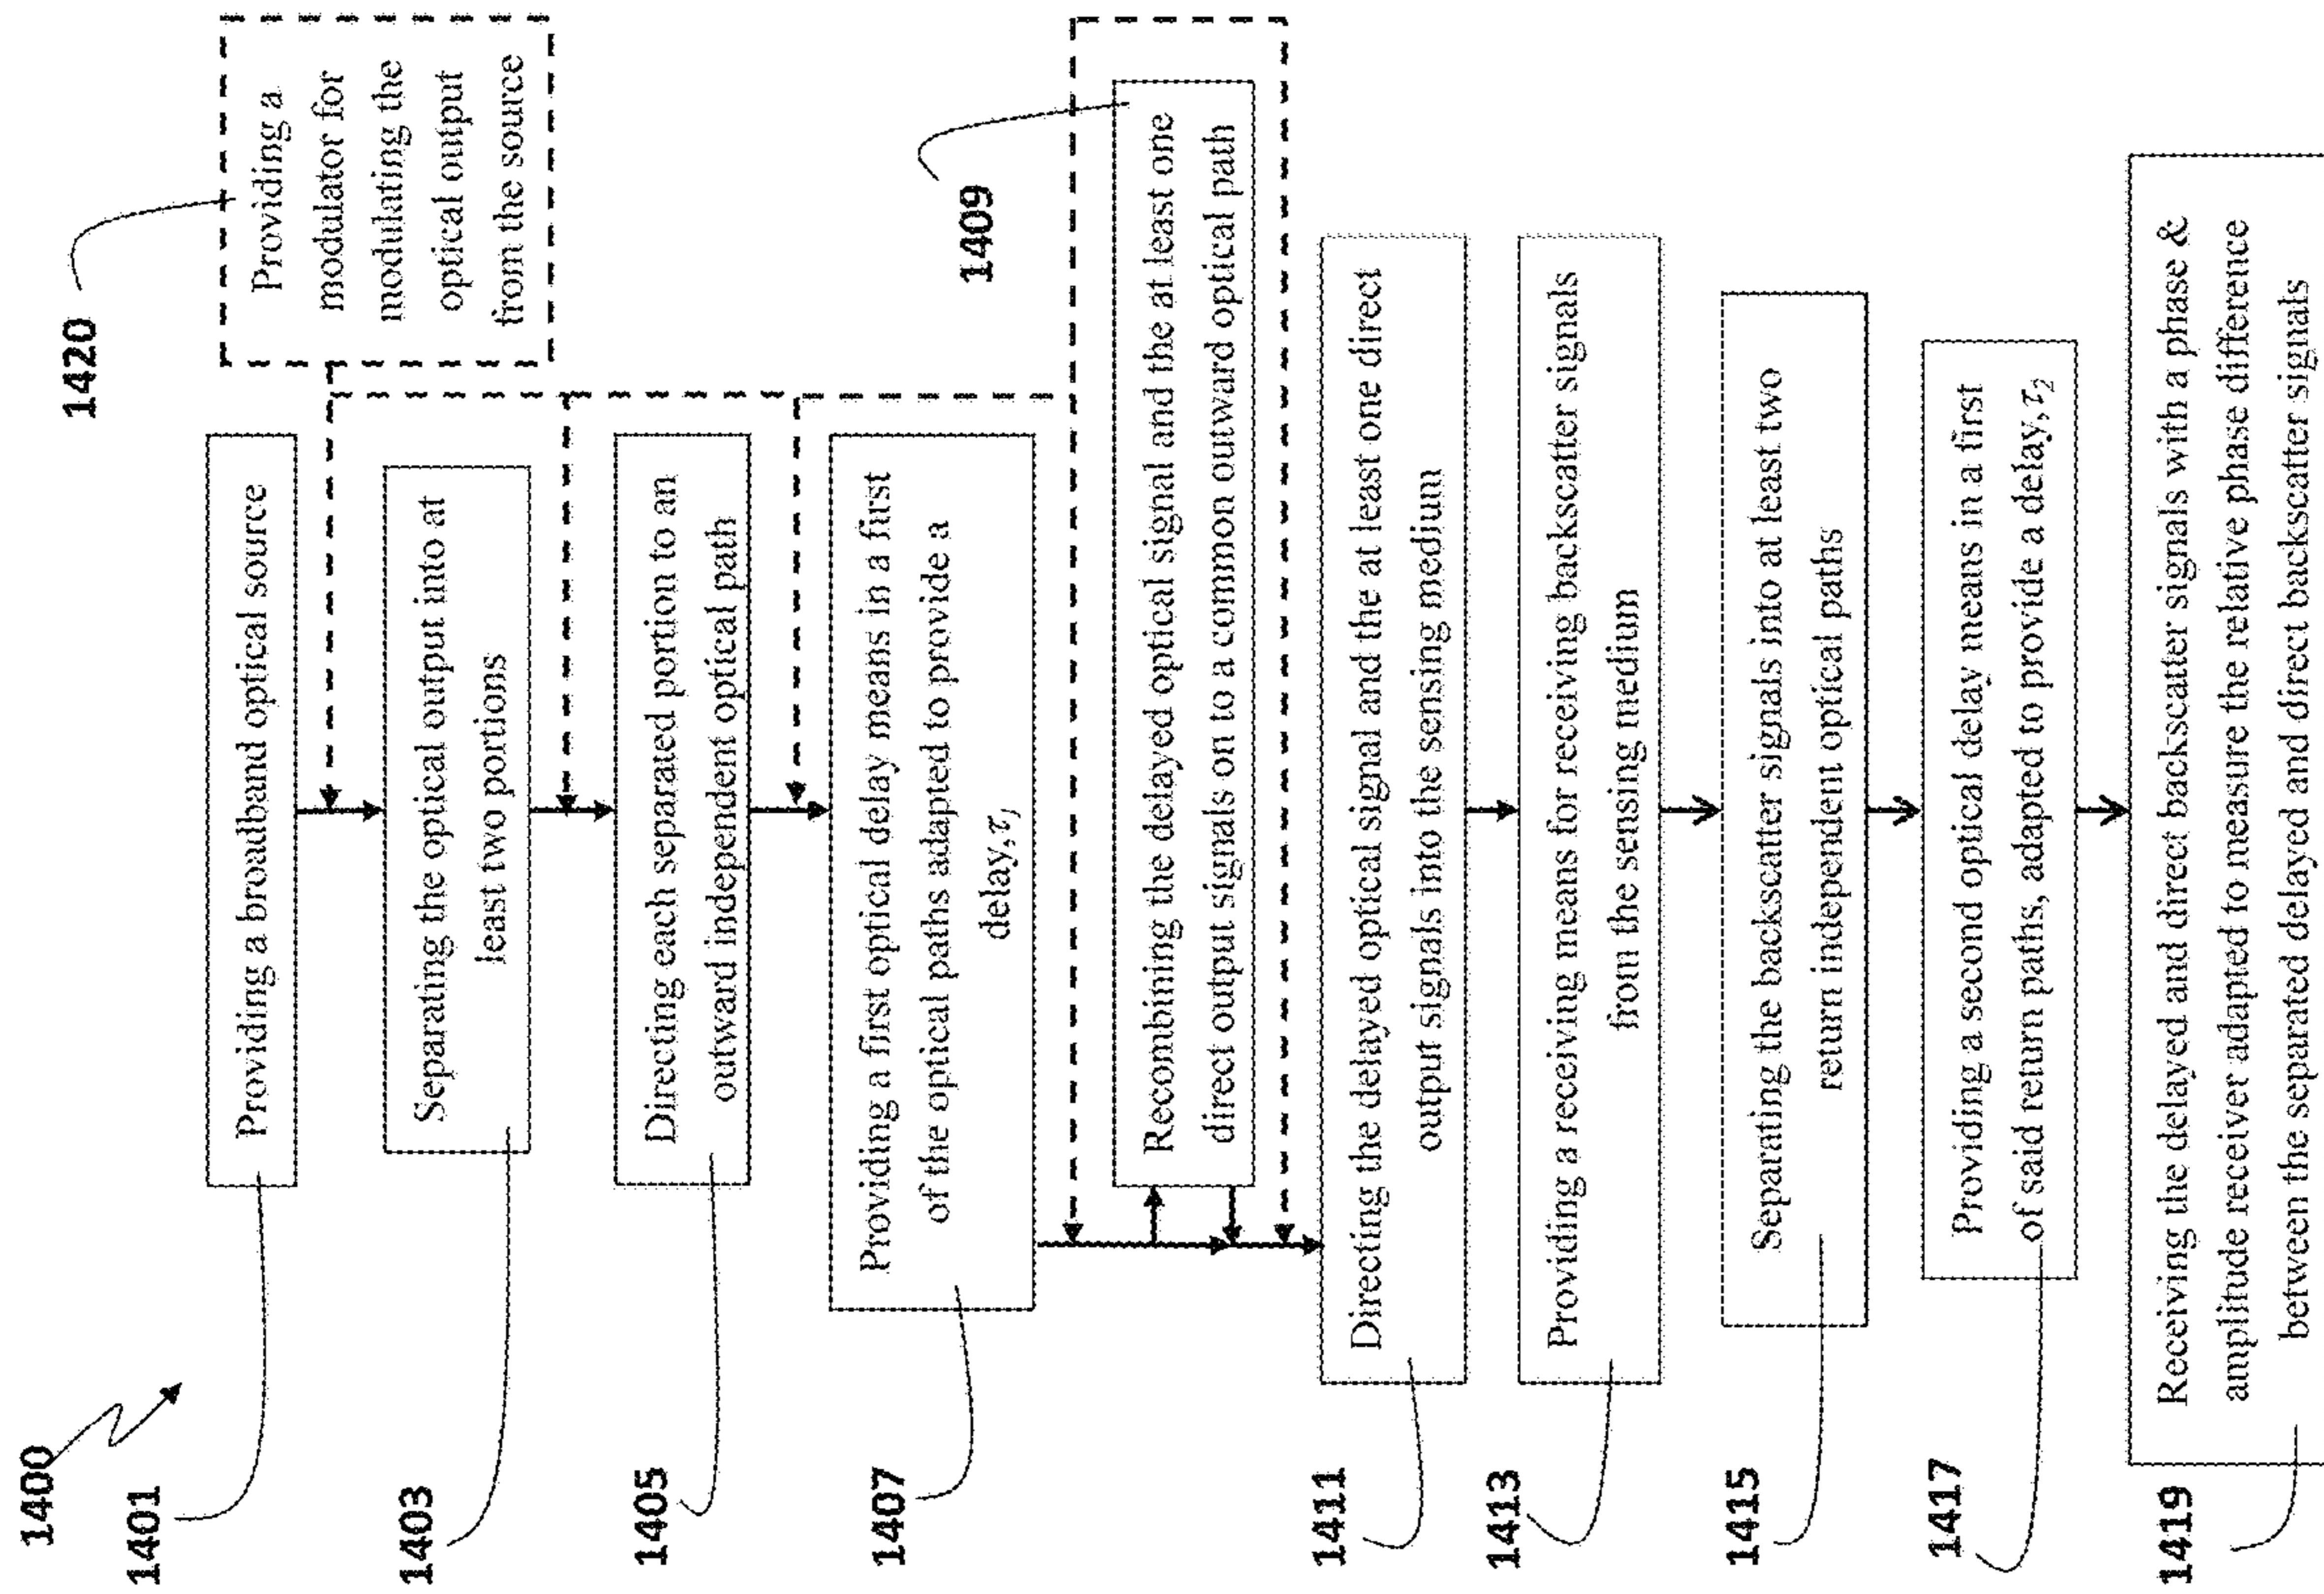 1400
1401
Providing a broadband optical source
1420
Providing a
modulator for
modulating the
optical output
from the source
1403
Separating the optical output into at
least two portions
1405
Directing each separated portion to an
outward independent optical path
1407
Providing a first optical delay means in a first
of the optical paths adapted to provide a
delay, τ1
1409
Recombining the delayed optical signal and the at least one
direct output signals on to a common outward optical path
1411
Directing the delayed optical signal and the at least one direct
output signals into the sensing medium
1413
Providing a receiving means for receiving backscatter signals
from the sensing medium
1415
Separating the backscatter signals into at least two
return independent optical paths
1417
Providing a second optical delay means in a first
of said return paths, adapted to provide a delay, τ2
1419
Receiving the delayed and direct backscatter signals with a phase &
amplitude receiver adapted to measure the relative phase difference
between the separated delayed and direct backscatter signals